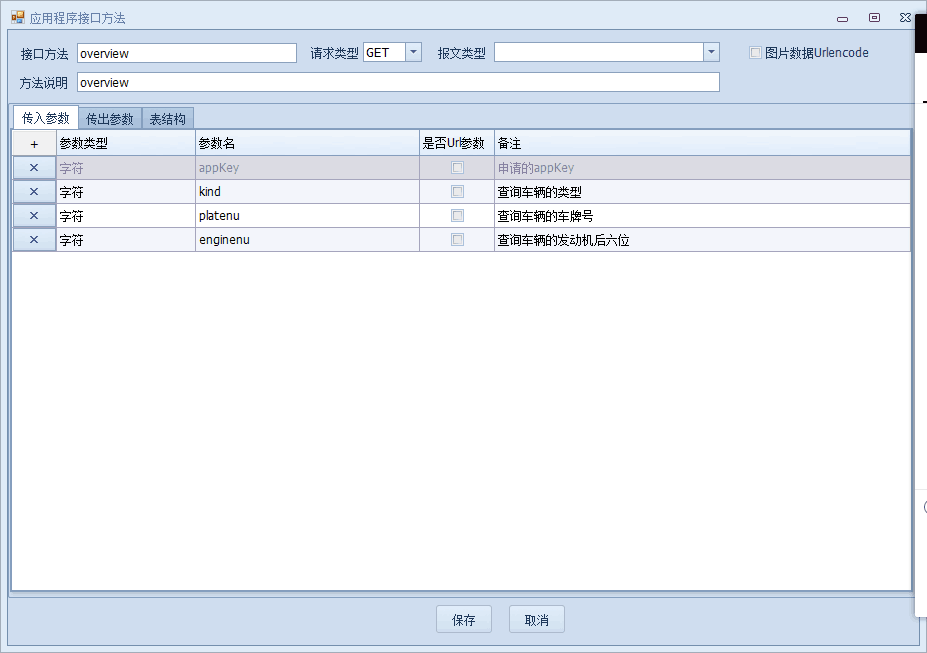 应用程序接口方法
接口方法 overview 请求类型 GET 报文类型 图片数据Urlencode
方法说明 overview
传入参数 传出参数 表结构
+ 参数类型 参数名 是否Url参数 备注
× 字符 appKey 申请的appKey
× 字符 kind 查询车辆的类型
× 字符 platenu 查询车辆的车牌号
× 字符 enginenu 查询车辆的发动机后六位
保存 取消